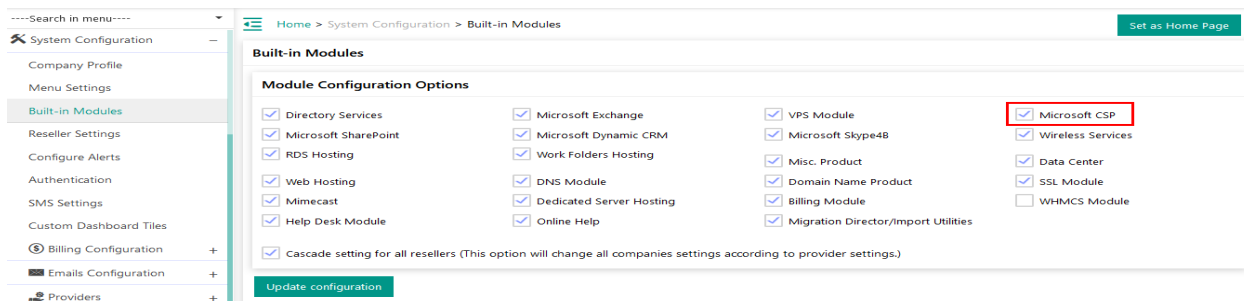 ----Search in menu----
System Configuration
Company Profile
Menu Settings
Built-in Modules
Reseller Settings
Configure Alerts
Authentication
SMS Settings
Custom Dashboard Tiles
Billing Configuration
Emails Configuration
Providers
Home > System Configuration > Built-in Modules
Set as Home Page
Built-in Modules
Module Configuration Options
Directory Services Microsoft Exchange VPS Module Microsoft CSP
Microsoft SharePoint Microsoft Dynamic CRM Microsoft Skype4B Wireless Services
RDS Hosting Work Folders Hosting Misc. Product Data Center
Web Hosting DNS Module Domain Name Product SSL Module
Mimecast Dedicated Server Hosting Billing Module WHMCS Module
Help Desk Module Online Help Migration Director/Import Utilities
Cascade setting for all resellers (This option will change all companies settings according to provider settings.)
Update configuration